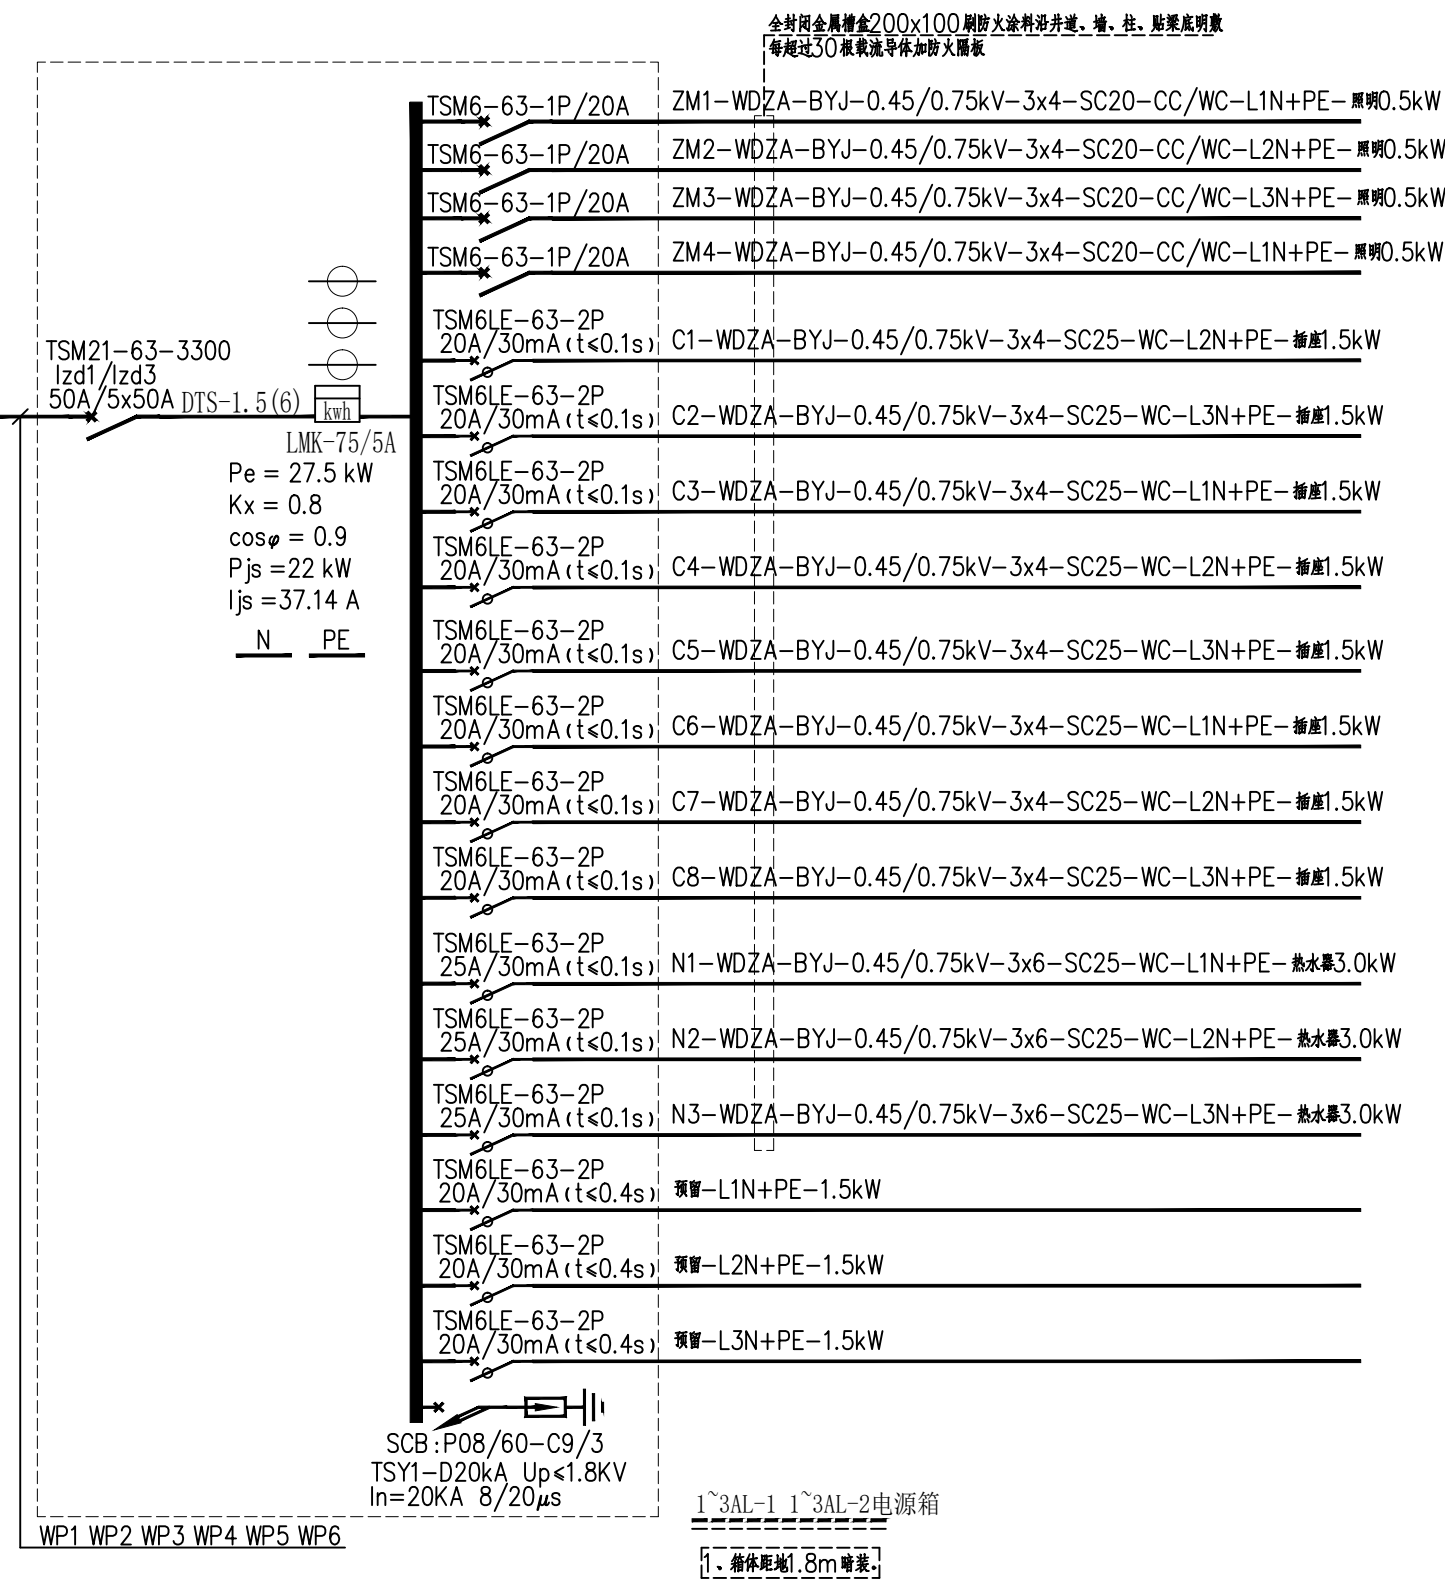 全封闭金属槽盒200x100刷防火涂料沿井道、墙、柱、贴梁底明敷
每超过30根载流导体加防火隔板
TSM6-63-1P/20A
ZM1-WDZA-BYJ-0.45/0.75kV-3x4-SC20-CC/WC-L1N+PE-照明0.5kW
TSM6-63-1P/20A
ZM2-WDZA-BYJ-0.45/0.75kV-3x4-SC20-CC/WC-L2N+PE-照明0.5kW
TSM6-63-1P/20A
ZM3-WDZA-BYJ-0.45/0.75kV-3x4-SC20-CC/WC-L3N+PE-照明0.5kW
TSM6-63-1P/20A
ZM4-WDZA-BYJ-0.45/0.75kV-3x4-SC20-CC/WC-L1N+PE-照明0.5kW
TSM6LE-63-2P
20A/30mA(t≤0.1s)
C1-WDZA-BYJ-0.45/0.75kV-3x4-SC25-WC-L2N+PE-插座1.5kW
TSM6LE-63-2P
20A/30mA(t≤0.1s)
C2-WDZA-BYJ-0.45/0.75kV-3x4-SC25-WC-L3N+PE-插座1.5kW
TSM6LE-63-2P
20A/30mA(t≤0.1s)
C3-WDZA-BYJ-0.45/0.75kV-3x4-SC25-WC-L1N+PE-插座1.5kW
TSM6LE-63-2P
20A/30mA(t≤0.1s)
C4-WDZA-BYJ-0.45/0.75kV-3x4-SC25-WC-L2N+PE-插座1.5kW
TSM6LE-63-2P
20A/30mA(t≤0.1s)
C5-WDZA-BYJ-0.45/0.75kV-3x4-SC25-WC-L3N+PE-插座1.5kW
TSM6LE-63-2P
20A/30mA(t≤0.1s)
C6-WDZA-BYJ-0.45/0.75kV-3x4-SC25-WC-L1N+PE-插座1.5kW
TSM6LE-63-2P
20A/30mA(t≤0.1s)
C7-WDZA-BYJ-0.45/0.75kV-3x4-SC25-WC-L2N+PE-插座1.5kW
TSM6LE-63-2P
20A/30mA(t≤0.1s)
C8-WDZA-BYJ-0.45/0.75kV-3x4-SC25-WC-L3N+PE-插座1.5kW
TSM6LE-63-2P
25A/30mA(t≤0.1s)
N1-WDZA-BYJ-0.45/0.75kV-3x6-SC25-WC-L1N+PE-热水器3.0kW
TSM6LE-63-2P
25A/30mA(t≤0.1s)
N2-WDZA-BYJ-0.45/0.75kV-3x6-SC25-WC-L2N+PE-热水器3.0kW
TSM6LE-63-2P
25A/30mA(t≤0.1s)
N3-WDZA-BYJ-0.45/0.75kV-3x6-SC25-WC-L3N+PE-热水器3.0kW
TSM6LE-63-2P
20A/30mA(t≤0.4s)
预留-L1N+PE-1.5kW
TSM6LE-63-2P
20A/30mA(t≤0.4s)
预留-L2N+PE-1.5kW
TSM6LE-63-2P
20A/30mA(t≤0.4s)
预留-L3N+PE-1.5kW
TSM21-63-3300
Izd1/Izd3
50A/5x50A
DTS-1.5(6)
kwh
LMK-75/5A
Pe = 27.5 kW
Kx = 0.8
cosφ = 0.9
Pjs =22 kW
Ijs =37.14 A
N PE
SCB:P08/60-C9/3
TSY1-D20kA Up≤1.8KV
In=20KA 8/20μs
WP1 WP2 WP3 WP4 WP5 WP6
1~3AL-1 1~3AL-2电源箱
1、箱体距地1.8m暗装。